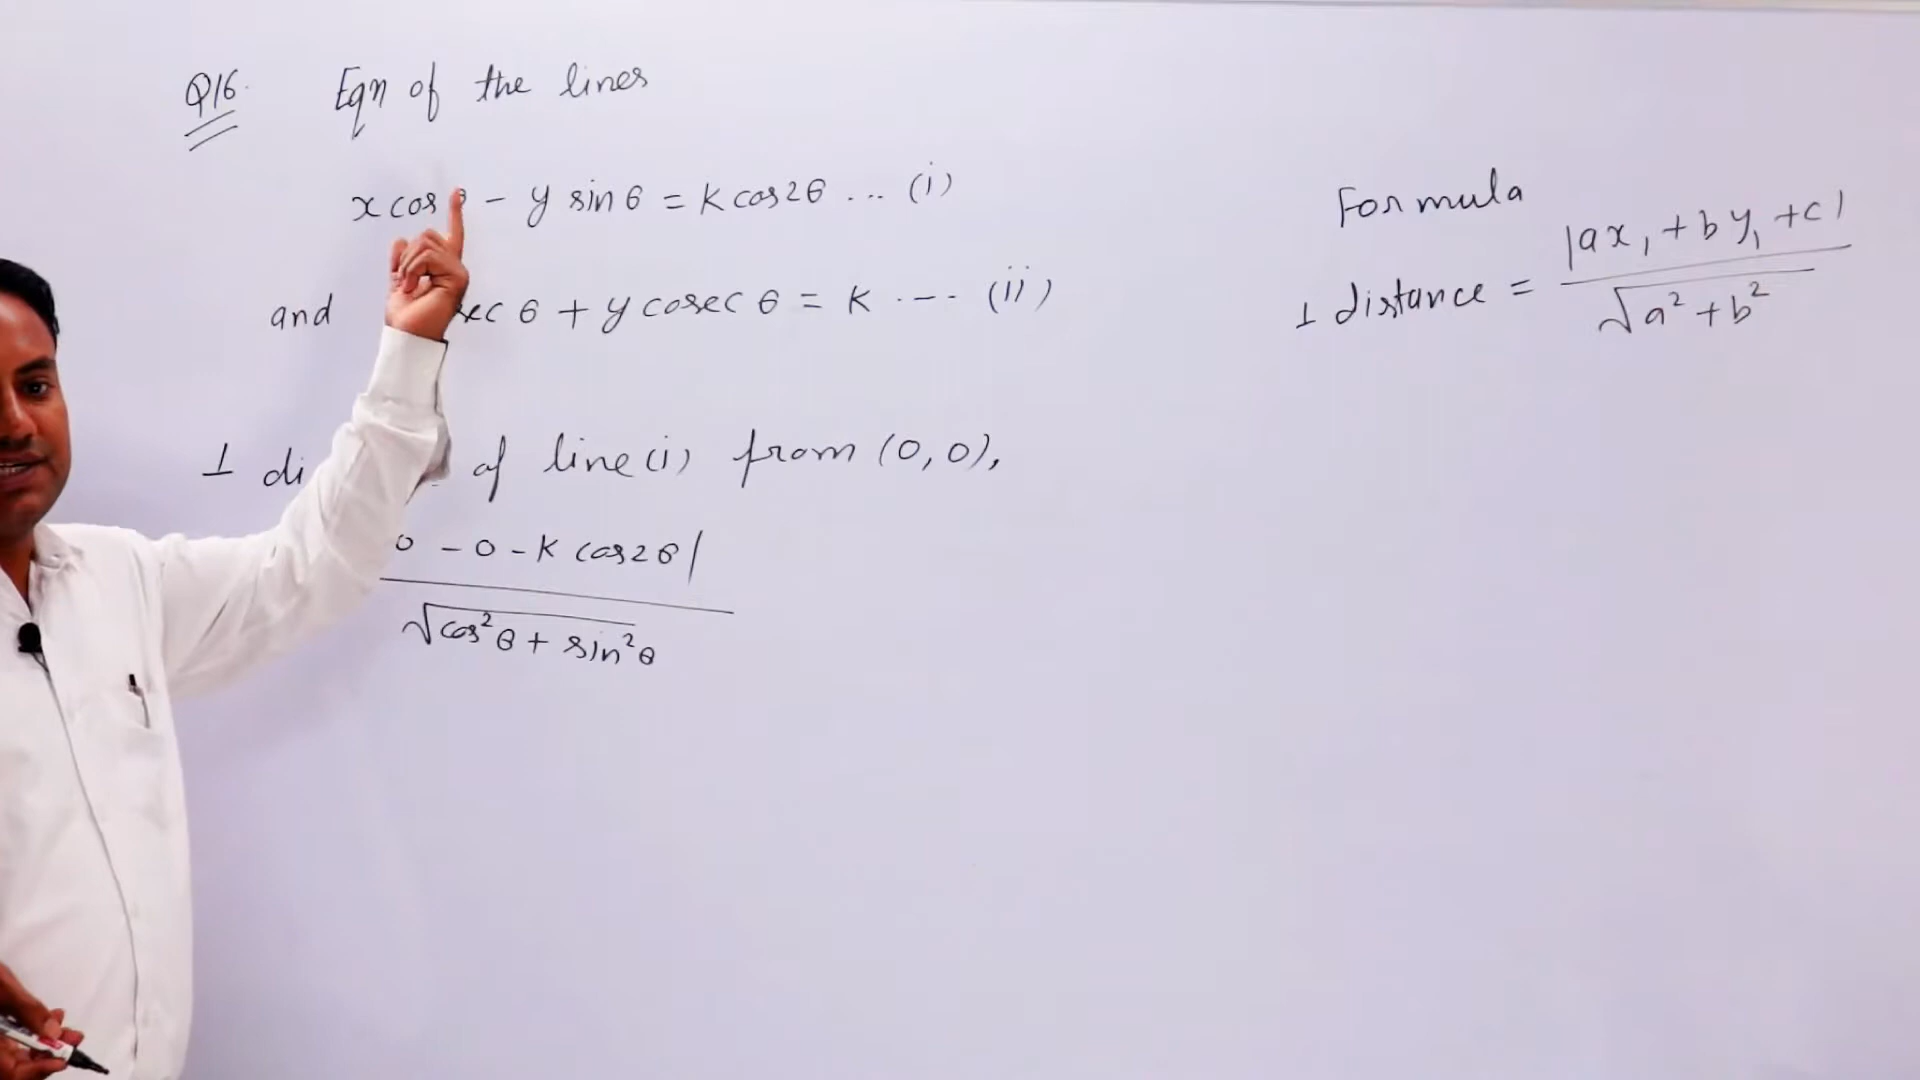 Q16. Eqn of the lines
x cos θ - y sin θ = K cos2θ ... (i)
and sec θ + y cosec θ = K ... (ii)
⊥ di of line (i) from (0, 0),
0 - 0 - K cos2θ|
√cos²θ + sin²θ
Formula
⊥ distance = |ax₁ + by₁ + c|
√a² + b²